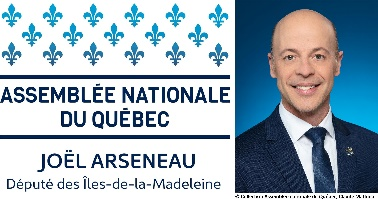 ASSEMBLÉE NATIONALE
DU QUÉBEC
JOËL ARSENEAU
Député des Îles-de-la-Madeleine